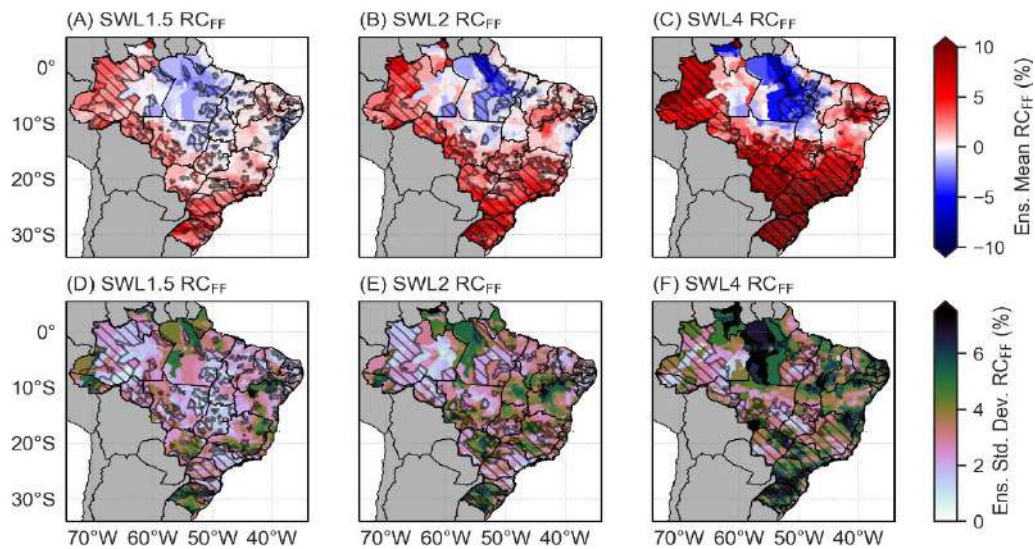 (A) SWL1.5 RCFF
(B) SWL2 RCFF
(C) SWL4 RCFF
0°
10°S
20°S
30°S
10
5
0
−5
−10
Ens. Mean RCFF (%)
(D) SWL1.5 RCFF
(E) SWL2 RCFF
(F) SWL4 RCFF
0°
10°S
20°S
30°S
70°W 60°W 50°W 40°W
70°W 60°W 50°W 40°W
70°W 60°W 50°W 40°W
6
4
2
0
Ens. Std. Dev. RCFF (%)